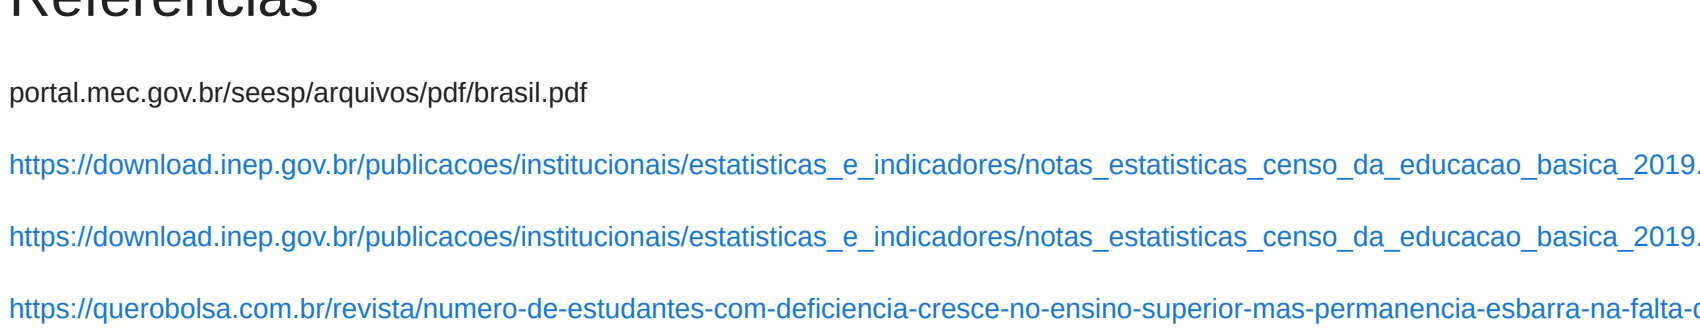 Referências
portal.mec.gov.br/seesp/arquivos/pdf/brasil.pdf
https://download.inep.gov.br/publicacoes/institucionais/estatisticas_e_indicadores/notas_estatisticas_censo_da_educacao_basica_2019.
https://download.inep.gov.br/publicacoes/institucionais/estatisticas_e_indicadores/notas_estatisticas_censo_da_educacao_basica_2019.
https://querobolsa.com.br/revista/numero-de-estudantes-com-deficiencia-cresce-no-ensino-superior-mas-permanencia-esbarra-na-falta-